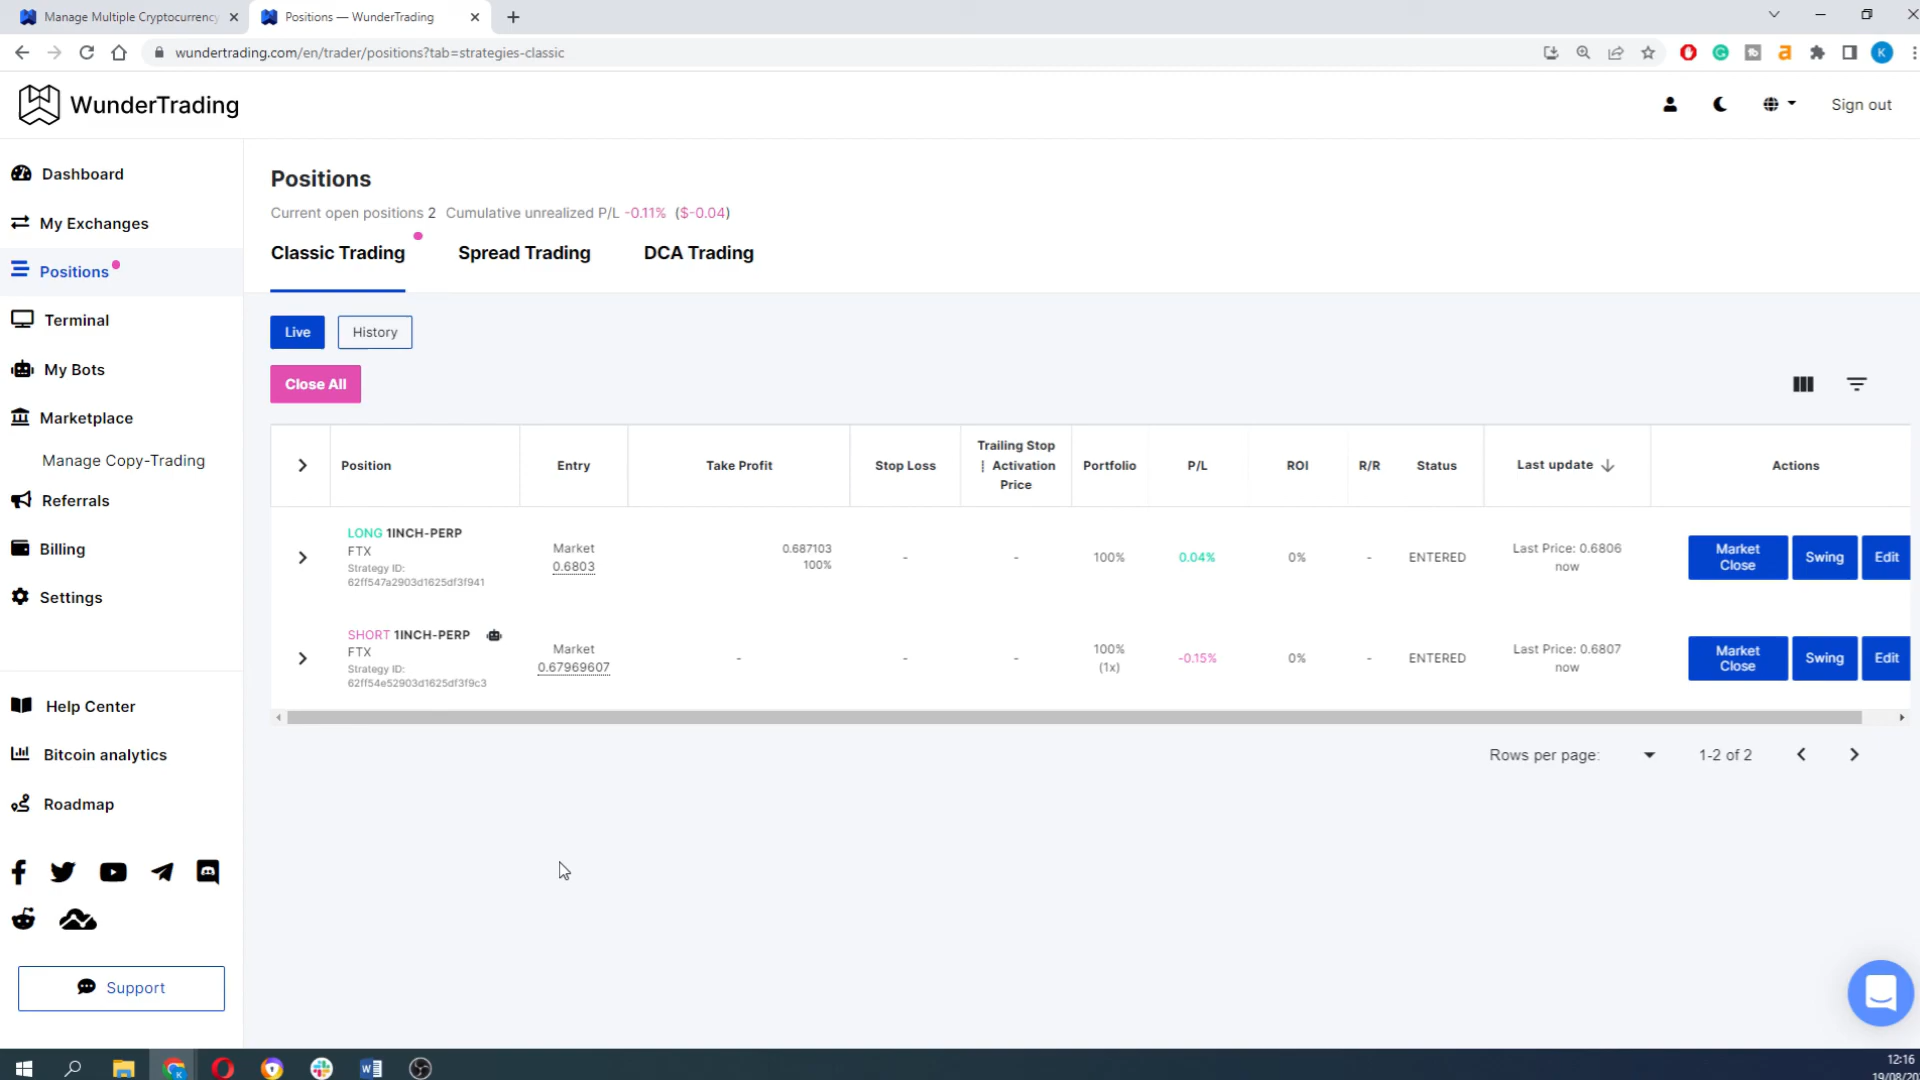 Manage Multiple Cryptocurrency
Positions — WunderTrading
wundertrading.com/en/trader/positions?tab=strategies-classic
K
WunderTrading
Sign out
Dashboard
My Exchanges
Positions
Terminal
My Bots
Marketplace
Manage Copy-Trading
Referrals
Billing
Settings
Help Center
Bitcoin analytics
Roadmap
Support
Positions
Current open positions 2 Cumulative unrealized P/L -0.11% ($-0.04)
Classic Trading Spread Trading DCA Trading
Live History
Close All
Position Entry Take Profit Stop Loss Trailing Stop ⁝ Activation Price Portfolio P/L ROI R/R Status Last update Actions
LONG 1INCH-PERP
FTX
Strategy ID:
62ff547a2903d1625df3f941
Market
0.6803
0.687103
100%
-
-
100%
0.04%
0%
-
ENTERED
Last Price: 0.6806
now
Market Close
Swing
Edit
SHORT 1INCH-PERP
FTX
Strategy ID:
62ff54e52903d1625df3f9c3
Market
0.67969607
-
-
-
100%
(1x)
-0.15%
0%
-
ENTERED
Last Price: 0.6807
now
Market Close
Swing
Edit
Rows per page: 1-2 of 2
12:16